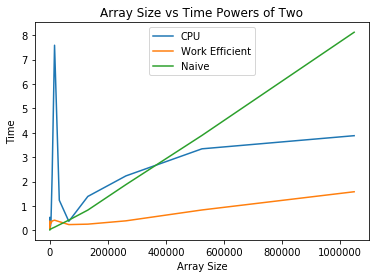 Array Size vs Time Powers of Two
CPU
Work Efficient
Naive
8
7
6
5
4
3
2
1
0
Time
0
200000
400000
600000
800000
1000000
Array Size